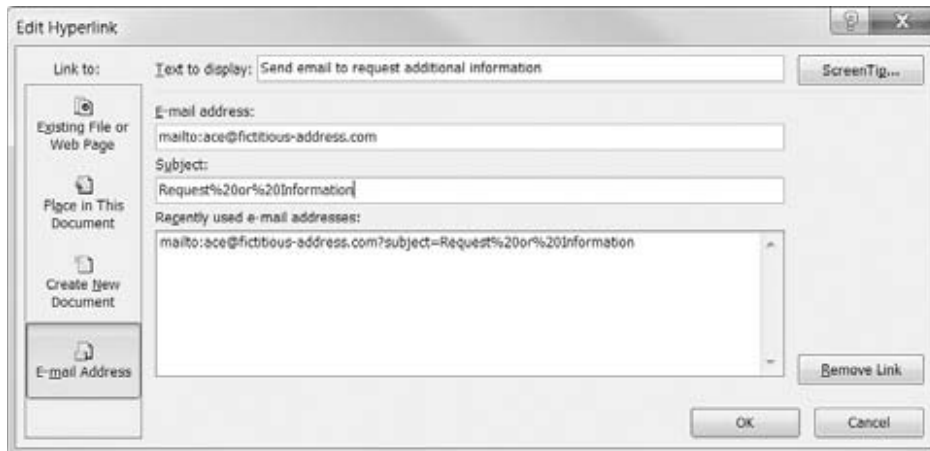 Edit Hyperlink
Link to:
Text to display: Send email to request additional information
ScreenTip...
Existing File or
Web Page
E-mail address:
mailto:ace@fictitious-address.com
Subject:
Request%20or%20Information
Place in This
Document
Recently used e-mail addresses:
mailto:ace@fictitious-address.com?subject=Request%20or%20Information
Create New
Document
E-mail Address
Remove Link
OK
Cancel